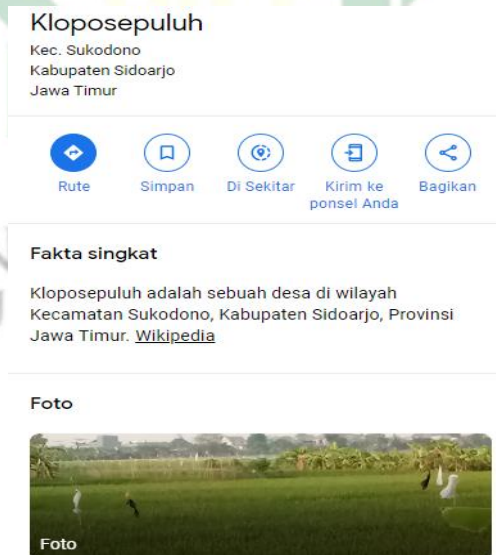 Kloposepuluh
Kec. Sukodono
Kabupaten Sidoarjo
Jawa Timur
Rute
Simpan
Di Sekitar
Kirim ke
ponsel Anda
Bagikan
Fakta singkat
Kloposepuluh adalah sebuah desa di wilayah
Kecamatan Sukodono, Kabupaten Sidoarjo, Provinsi
Jawa Timur. Wikipedia
Foto
Foto